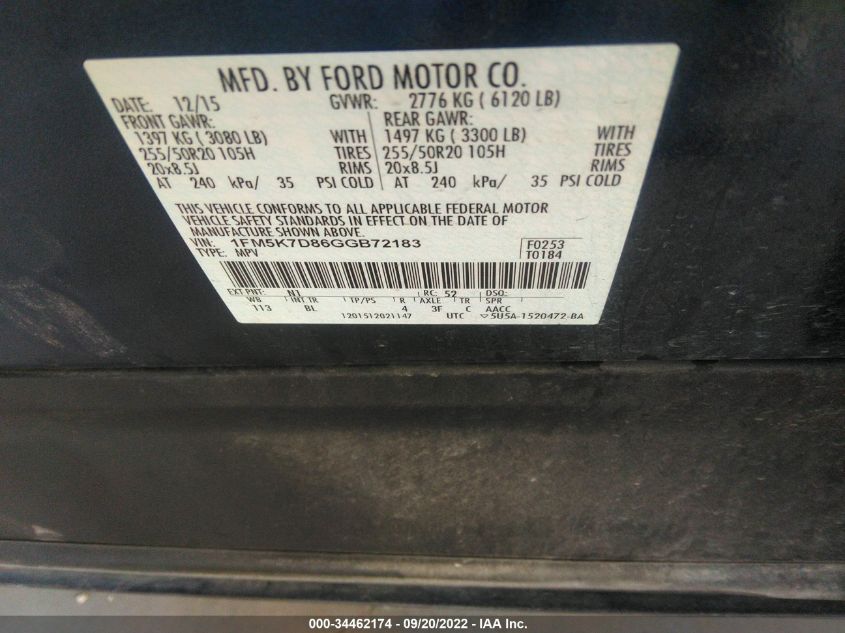 MFD. BY FORD MOTOR CO.
DATE: 12/15 GVWR: 2776 KG ( 6120 LB)
FRONT GAWR: REAR GAWR:
1397 KG ( 3080 LB) WITH 1497 KG ( 3300 LB) WITH
255/50R20 105H TIRES 255/50R20 105H TIRES
20x8.5J RIMS 20x8.5J RIMS
AT 240 kPa/ 35 PSI COLD AT 240 kPa/ 35 PSI COLD
THIS VEHICLE CONFORMS TO ALL APPLICABLE FEDERAL MOTOR
VEHICLE SAFETY STANDARDS IN EFFECT ON THE DATE OF
MANUFACTURE SHOWN ABOVE.
VIN: 1FM5K7D86GGB72183 F0253
TYPE: MPV T0184
EXT PNT: N1 RC: 52 DSO:
WB INT TR TP/PS R AXLE TR SPR
113 BL 4 3F C AACC
1201512021147 UTC ▽5U5A-1520472-BA
000-34462174 - 09/20/2022 - IAA Inc.